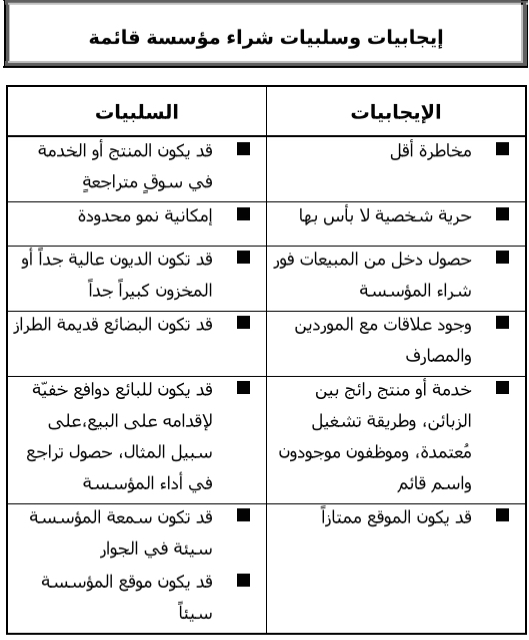 إيجابيات وسلبيات شراء مؤسسة قائمة
الإيجابيات
السلبيات
■ مخاطرة أقل
■ قد يكون المنتج أو الخدمة
في سوقٍ متراجعةٍ
■ حرية شخصية لا بأس بها
■ إمكانية نمو محدودة
■ حصول دخل من المبيعات فور
شراء المؤسسة
■ قد تكون الديون عالية جداً أو
المخزون كبيراً جداً
■ وجود علاقات مع الموردين
والمصارف
■ قد تكون البضائع قديمة الطراز
■ خدمة أو منتج رائج بين
الزبائن، وطريقة تشغيل
مُعتمدة، وموظفون موجودون
واسم قائم
■ قد يكون للبائع دوافع خفيّة
لإقدامه على البيع،على
سبيل المثال، حصول تراجع
في أداء المؤسسة
■ قد يكون الموقع ممتازاً
■ قد تكون سمعة المؤسسة
سيئة في الجوار
■ قد يكون موقع المؤسسة
سيئاً